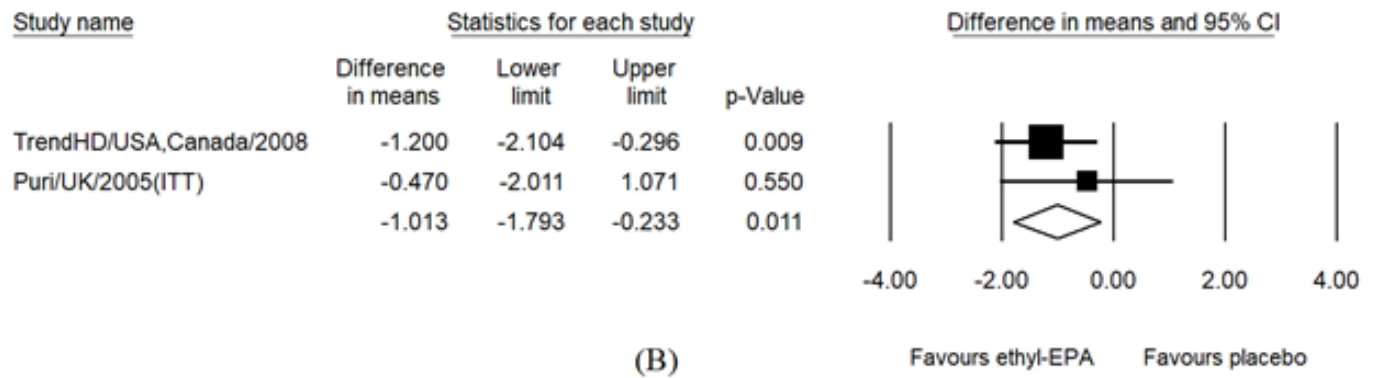 Study name Statistics for each study Difference in means and 95% CI
Difference in means Lower limit Upper limit p-Value
TrendHD/USA,Canada/2008 -1.200 -2.104 -0.296 0.009
Puri/UK/2005(ITT) -0.470 -2.011 1.071 0.550
-1.013 -1.793 -0.233 0.011
-4.00 -2.00 0.00 2.00 4.00
Favours ethyl-EPA Favours placebo
(B)